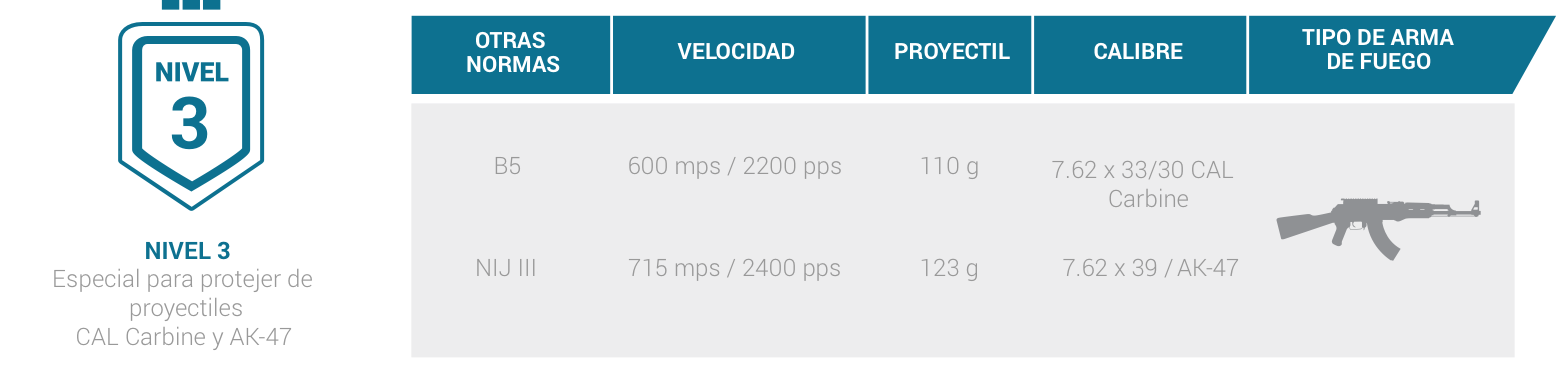 NIVEL
3
NIVEL 3
Especial para protejer de
proyectiles
CAL Carbine y AK-47
OTRAS
NORMAS
VELOCIDAD
PROYECTIL
CALIBRE
TIPO DE ARMA
DE FUEGO
B5
600 mps / 2200 pps
110 g
7.62 x 33/30 CAL
Carbine
NIJ III
715 mps / 2400 pps
123 g
7.62 x 39 / AK-47